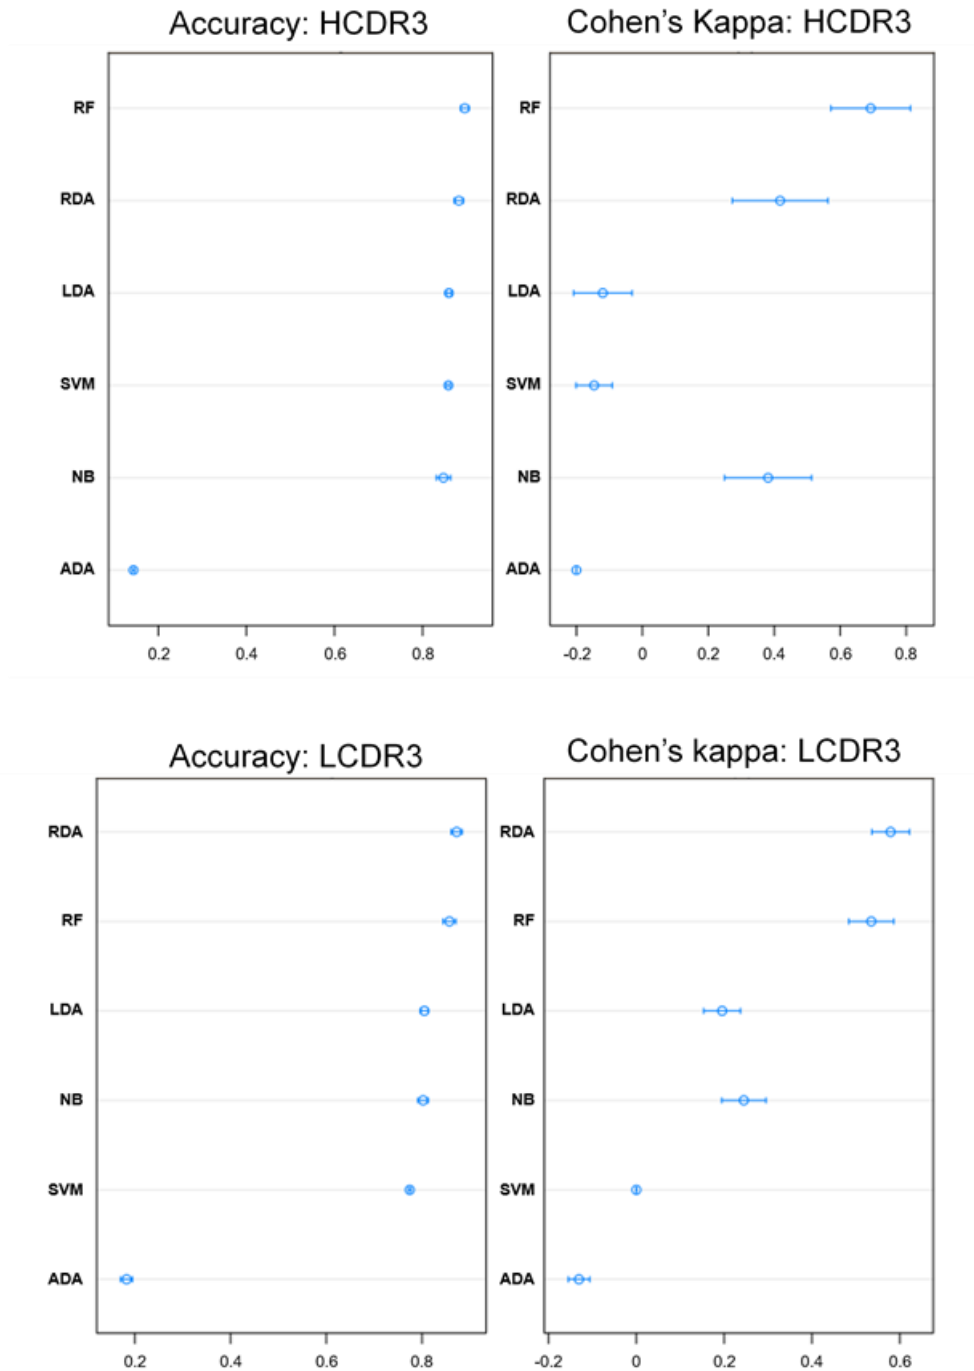 Accuracy: HCDR3
RF
RDA
LDA
SVM
NB
ADA
0.2 0.4 0.6 0.8
Cohen's Kappa: HCDR3
RF
RDA
LDA
SVM
NB
ADA
-0.2 0 0.2 0.4 0.6 0.8
Accuracy: LCDR3
RDA
RF
LDA
NB
SVM
ADA
0.2 0.4 0.6 0.8
Cohen's kappa: LCDR3
RDA
RF
LDA
NB
SVM
ADA
-0.2 0 0.2 0.4 0.6